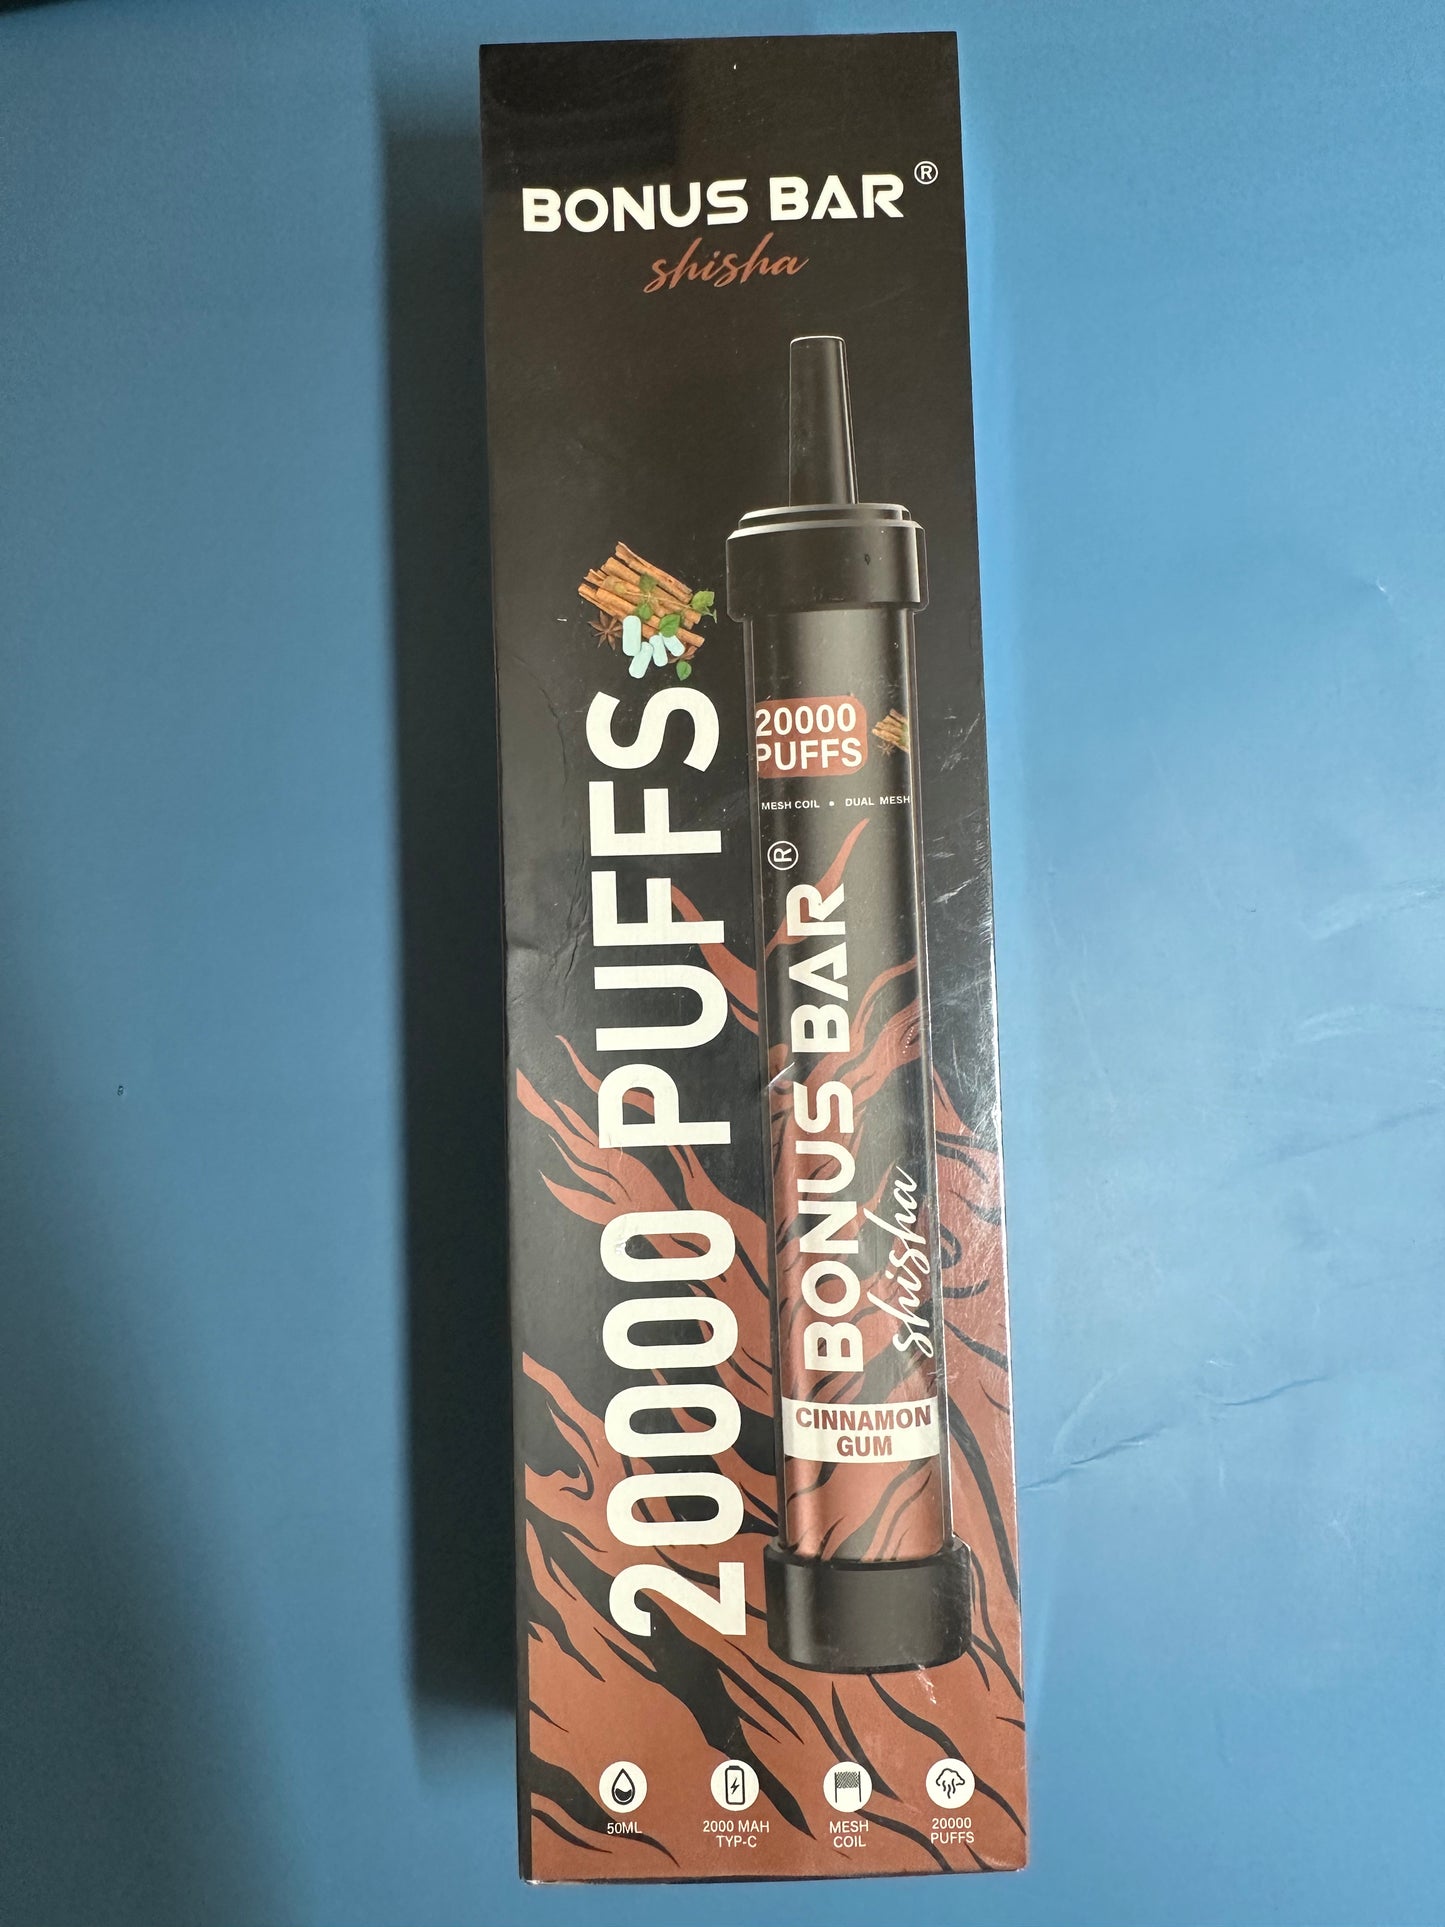 BONUS BAR®
shisha
20000 PUFFS
20000
PUFFS
MESH COIL • DUAL MESH
BONUS BAR®
shisha
CINNAMON
GUM
50ML
2000 MAH
TYP-C
MESH
COIL
20000
PUFFS